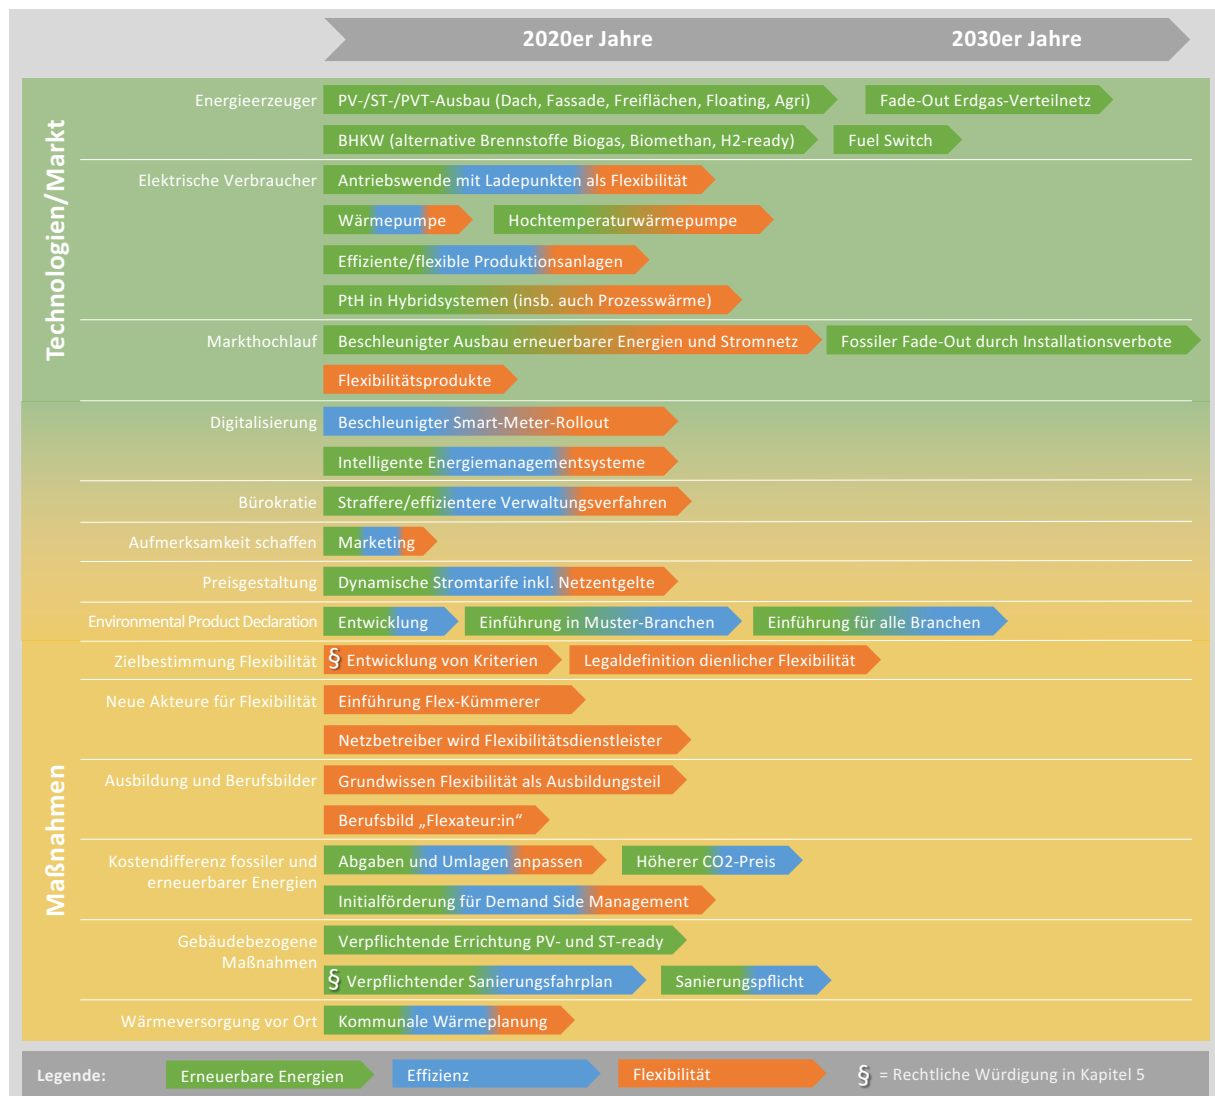 2020er Jahre
2030er Jahre
Technologien/Markt
Energieerzeuger
PV-/ST-/PVT-Ausbau (Dach, Fassade, Freiflächen, Floating, Agri)
Fade-Out Erdgas-Verteilnetz
BHKW (alternative Brennstoffe Biogas, Biomethan, H2-ready)
Fuel Switch
Elektrische Verbraucher
Antriebswende mit Ladepunkten als Flexibilität
Wärmepumpe
Hochtemperaturwärmepumpe
Effiziente/flexible Produktionsanlagen
PtH in Hybridsystemen (insb. auch Prozesswärme)
Markthochlauf
Beschleunigter Ausbau erneuerbarer Energien und Stromnetz
Fossiler Fade-Out durch Installationsverbote
Flexibilitätsprodukte
Digitalisierung
Beschleunigter Smart-Meter-Rollout
Intelligente Energiemanagementsysteme
Bürokratie
Straffere/effizientere Verwaltungsverfahren
Aufmerksamkeit schaffen
Marketing
Preisgestaltung
Dynamische Stromtarife inkl. Netzentgelte
Environmental Product Declaration
Entwicklung
Einführung in Muster-Branchen
Einführung für alle Branchen
Maßnahmen
Zielbestimmung Flexibilität
§ Entwicklung von Kriterien
Legaldefinition dienlicher Flexibilität
Neue Akteure für Flexibilität
Einführung Flex-Kümmerer
Netzbetreiber wird Flexibilitätsdienstleister
Ausbildung und Berufsbilder
Grundwissen Flexibilität als Ausbildungsteil
Berufsbild „Flexateur:in“
Kostendifferenz fossiler und
erneuerbarer Energien
Abgaben und Umlagen anpassen
Höherer CO2-Preis
Initialförderung für Demand Side Management
Gebäudebezogene
Maßnahmen
Verpflichtende Errichtung PV- und ST-ready
§ Verpflichtender Sanierungsfahrplan
Sanierungspflicht
Wärmeversorgung vor Ort
Kommunale Wärmeplanung
Legende:
Erneuerbare Energien
Effizienz
Flexibilität
§ = Rechtliche Würdigung in Kapitel 5